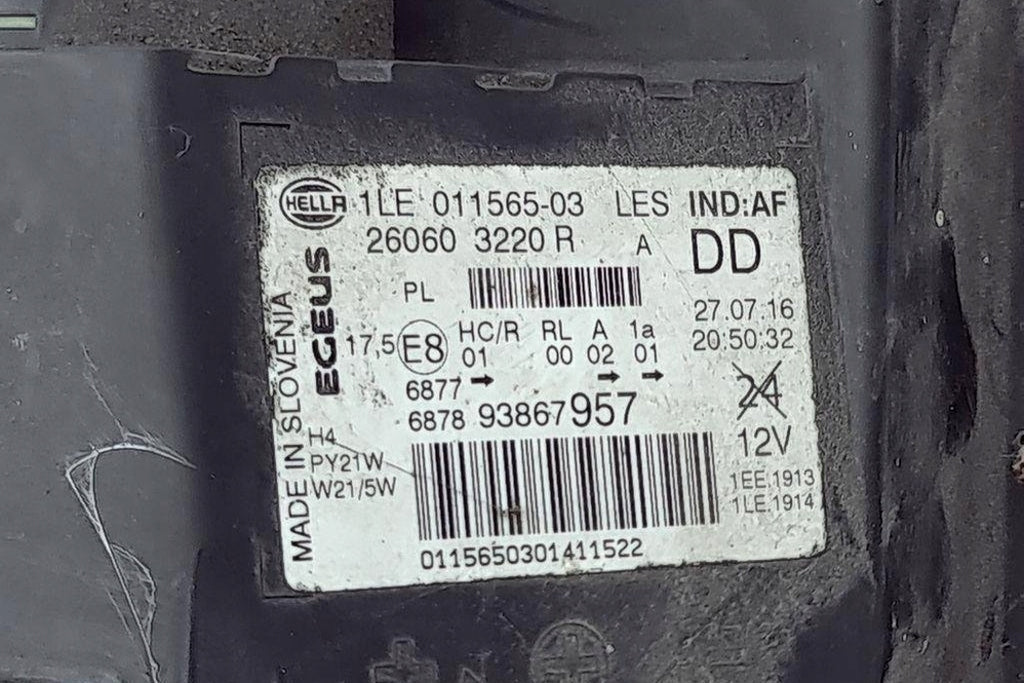 HELLA 1LE 011565-03 LES IND:AF
26060 3220 R A DD
PL
27.07.16
20:50:32
MADE IN SLOVENIA
EGEUS
17,5 E8 HC/R RL A 1a
01 00 02 01
6877 → → →
6878 93867957
24
12V
H4
PY21W
W21/5W
1EE.1913
1LE.1914
0115650301411522